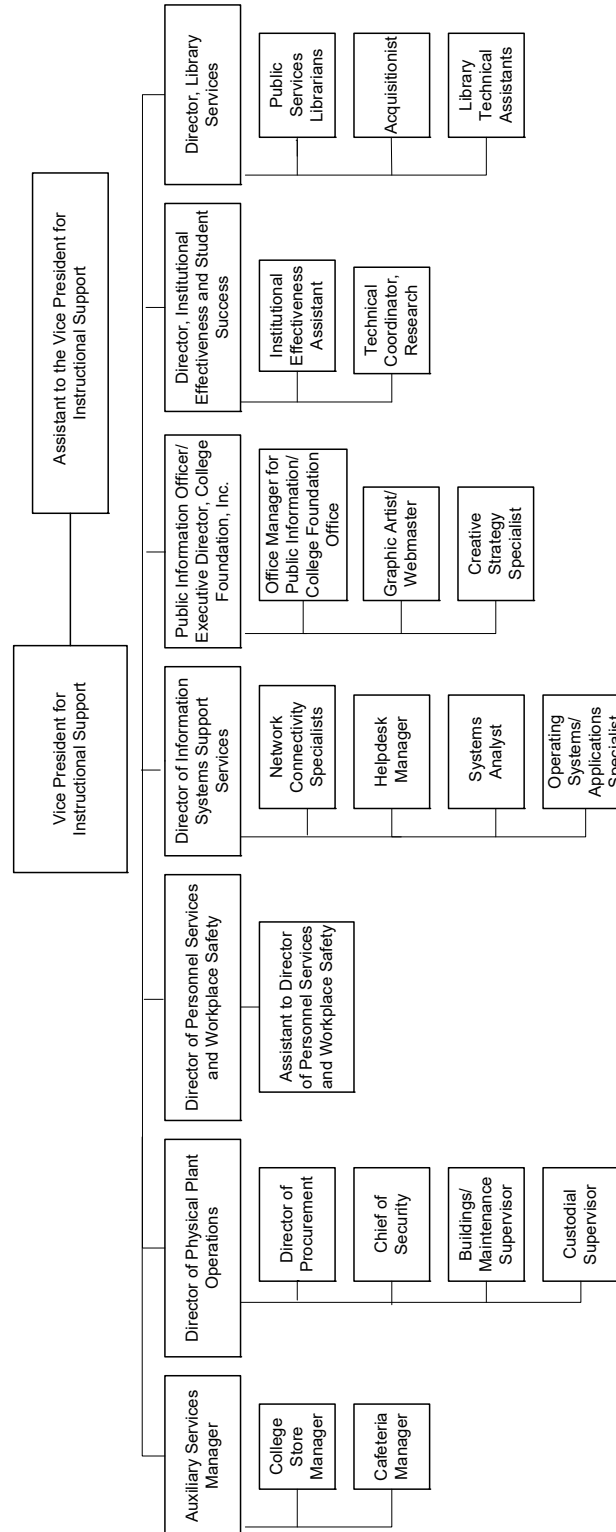 Vice President for
Instructional Support
Assistant to the Vice President for
Instructional Support
Auxiliary Services
Manager
College
Store
Manager
Cafeteria
Manager
Director of Physical Plant
Operations
Director of
Procurement
Chief of
Security
Buildings/
Maintenance
Supervisor
Custodial
Supervisor
Director of Personnel Services
and Workplace Safety
Assistant to Director
of Personnel Services
and Workplace Safety
Director of Information
Systems Support
Services
Network
Connectivity
Specialists
Helpdesk
Manager
Systems
Analyst
Operating
Systems/
Applications
Specialist
Public Information Officer/
Executive Director, College
Foundation, Inc.
Office Manager for
Public Information/
College Foundation
Office
Graphic Artist/
Webmaster
Creative
Strategy
Specialist
Director, Institutional
Effectiveness and Student
Success
Institutional
Effectiveness
Assistant
Technical
Coordinator,
Research
Director, Library
Services
Public
Services
Librarians
Acquisitionist
Library
Technical
Assistants